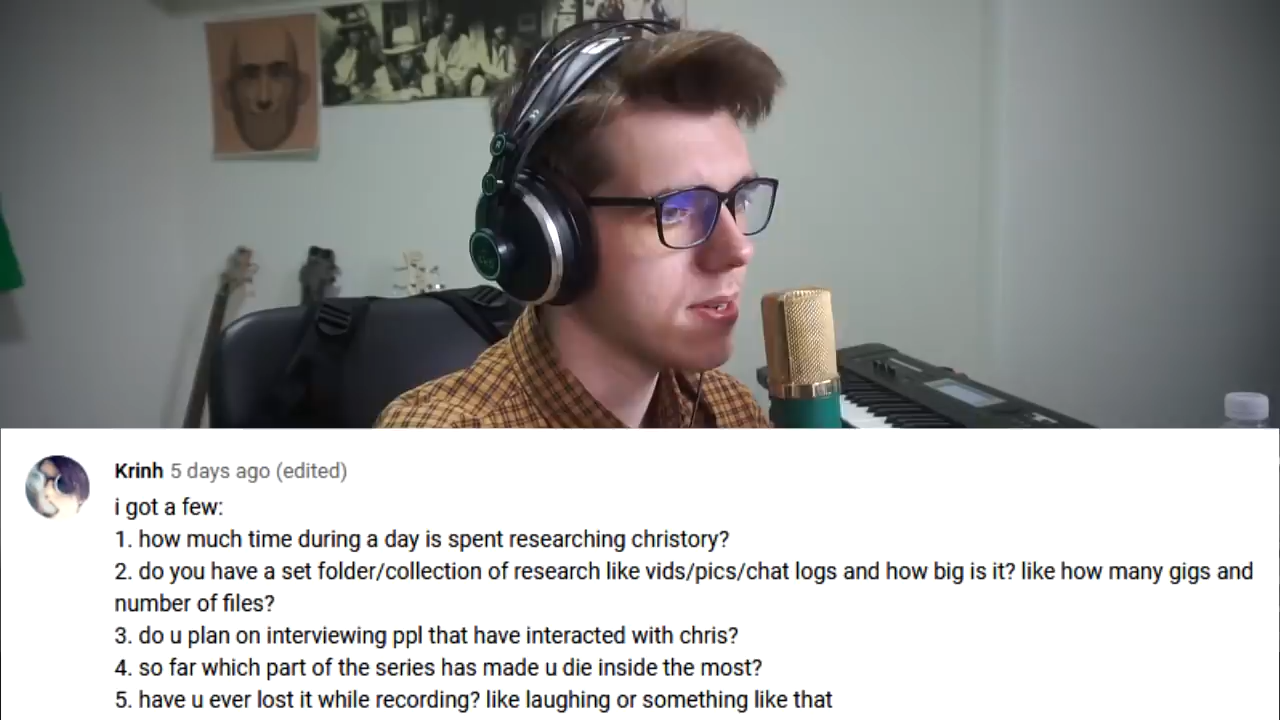 Krinh 5 days ago (edited)
i got a few:
1. how much time during a day is spent researching christory?
2. do you have a set folder/collection of research like vids/pics/chat logs and how big is it? like how many gigs and
number of files?
3. do u plan on interviewing ppl that have interacted with chris?
4. so far which part of the series has made u die inside the most?
5. have u ever lost it while recording? like laughing or something like that